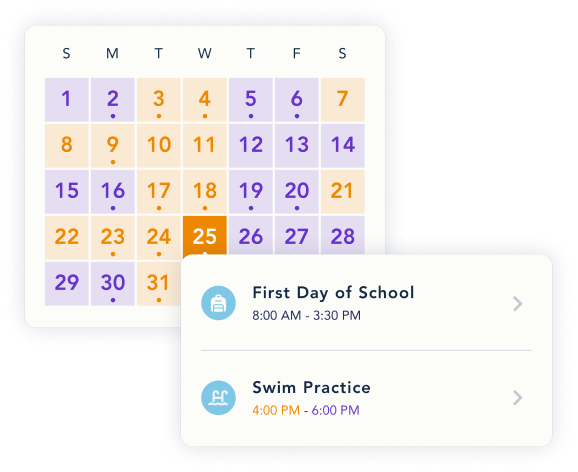 S M T W T F S
1 2 3 4 5 6 7
8 9 10 11 12 13 14
15 16 17 18 19 20 21
22 23 24 25 26 27 28
29 30 31
First Day of School
8:00 AM - 3:30 PM
Swim Practice
4:00 PM - 6:00 PM